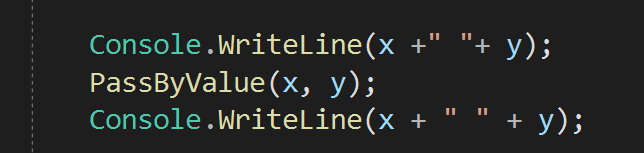 Console.WriteLine(x +" "+ y);
PassByValue(x, y);
Console.WriteLine(x + " " + y);